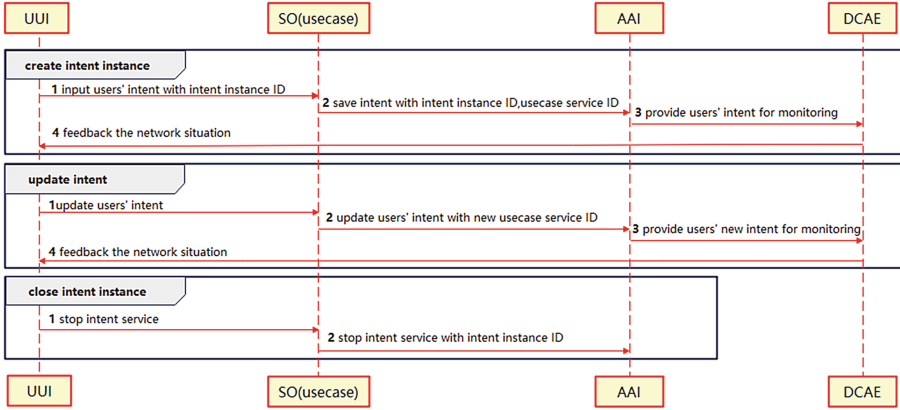 UUI SO(usecase) AAI DCAE
create intent instance
1 input users' intent with intent instance ID
2 save intent with intent instance ID,usecase service ID
3 provide users' intent for monitoring
4 feedback the network situation
update intent
1update users' intent
2 update users' intent with new usecase service ID
3 provide users' new intent for monitoring
4 feedback the network situation
close intent instance
1 stop intent service
2 stop intent service with intent instance ID
UUI SO(usecase) AAI DCAE